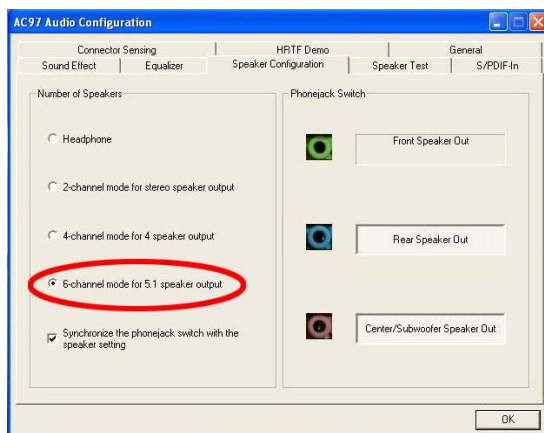 AC97 Audio Configuration
Connector Sensing
HRTF Demo
General
Sound Effect
Equalizer
Speaker Configuration
Speaker Test
S/PDIF-In
Number of Speakers
Headphone
2-channel mode for stereo speaker output
4-channel mode for 4 speaker output
6-channel mode for 5.1 speaker output
Synchronize the phonejack switch with the
speaker setting
Phonejack Switch
Front Speaker Out
Rear Speaker Out
Center/Subwoofer Speaker Out
OK